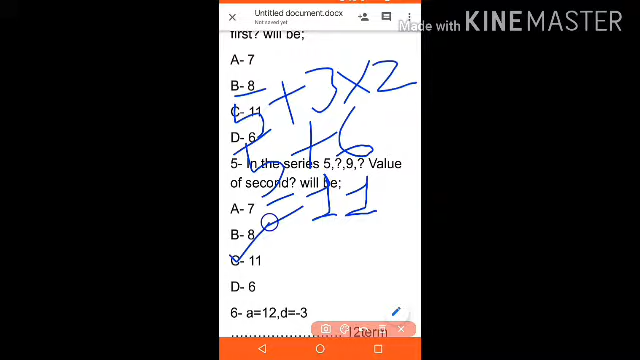 Untitled document.docx
Not saved yet
Made with KINEMASTER
first? will be;
A- 7
B- 8
C- 11
D- 6
5+3×2
5+6
=11
5- In the series 5,?,9,? Value
of second? will be;
A- 7
B- 8
C- 11
D- 6
6- a=12,d=-3
12term